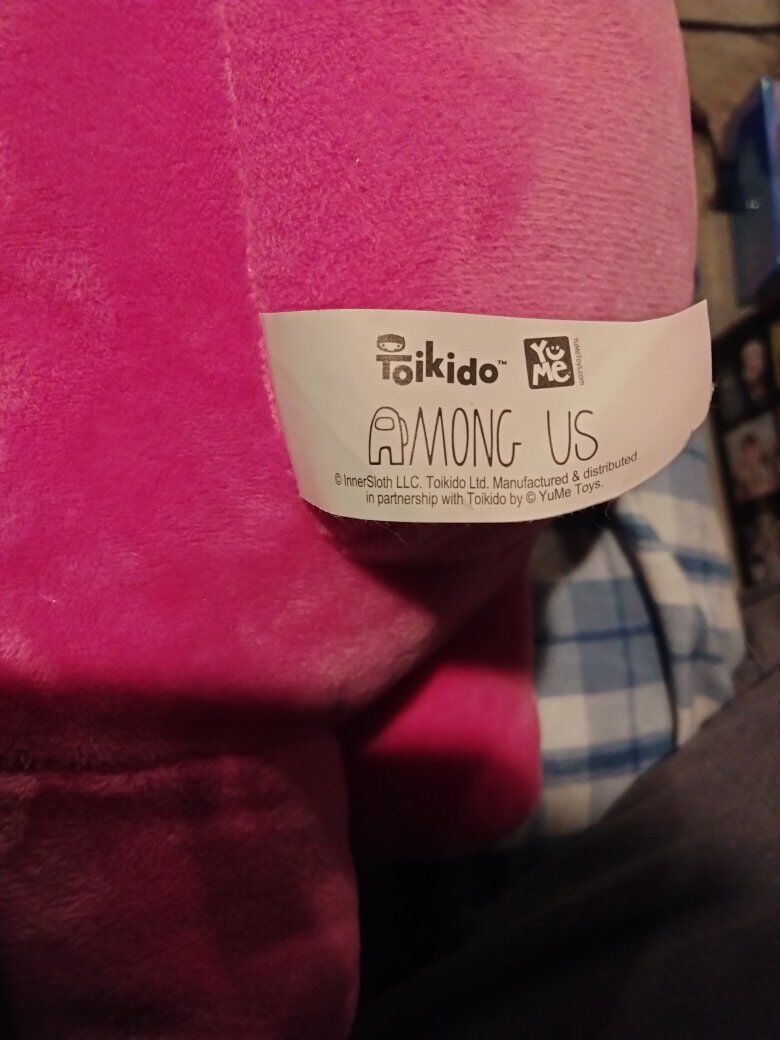 Toikido™ YuMe YuMeToys.com
AMONG US
© InnerSloth LLC. Toikido Ltd. Manufactured & distributed
in partnership with Toikido by © YuMe Toys.